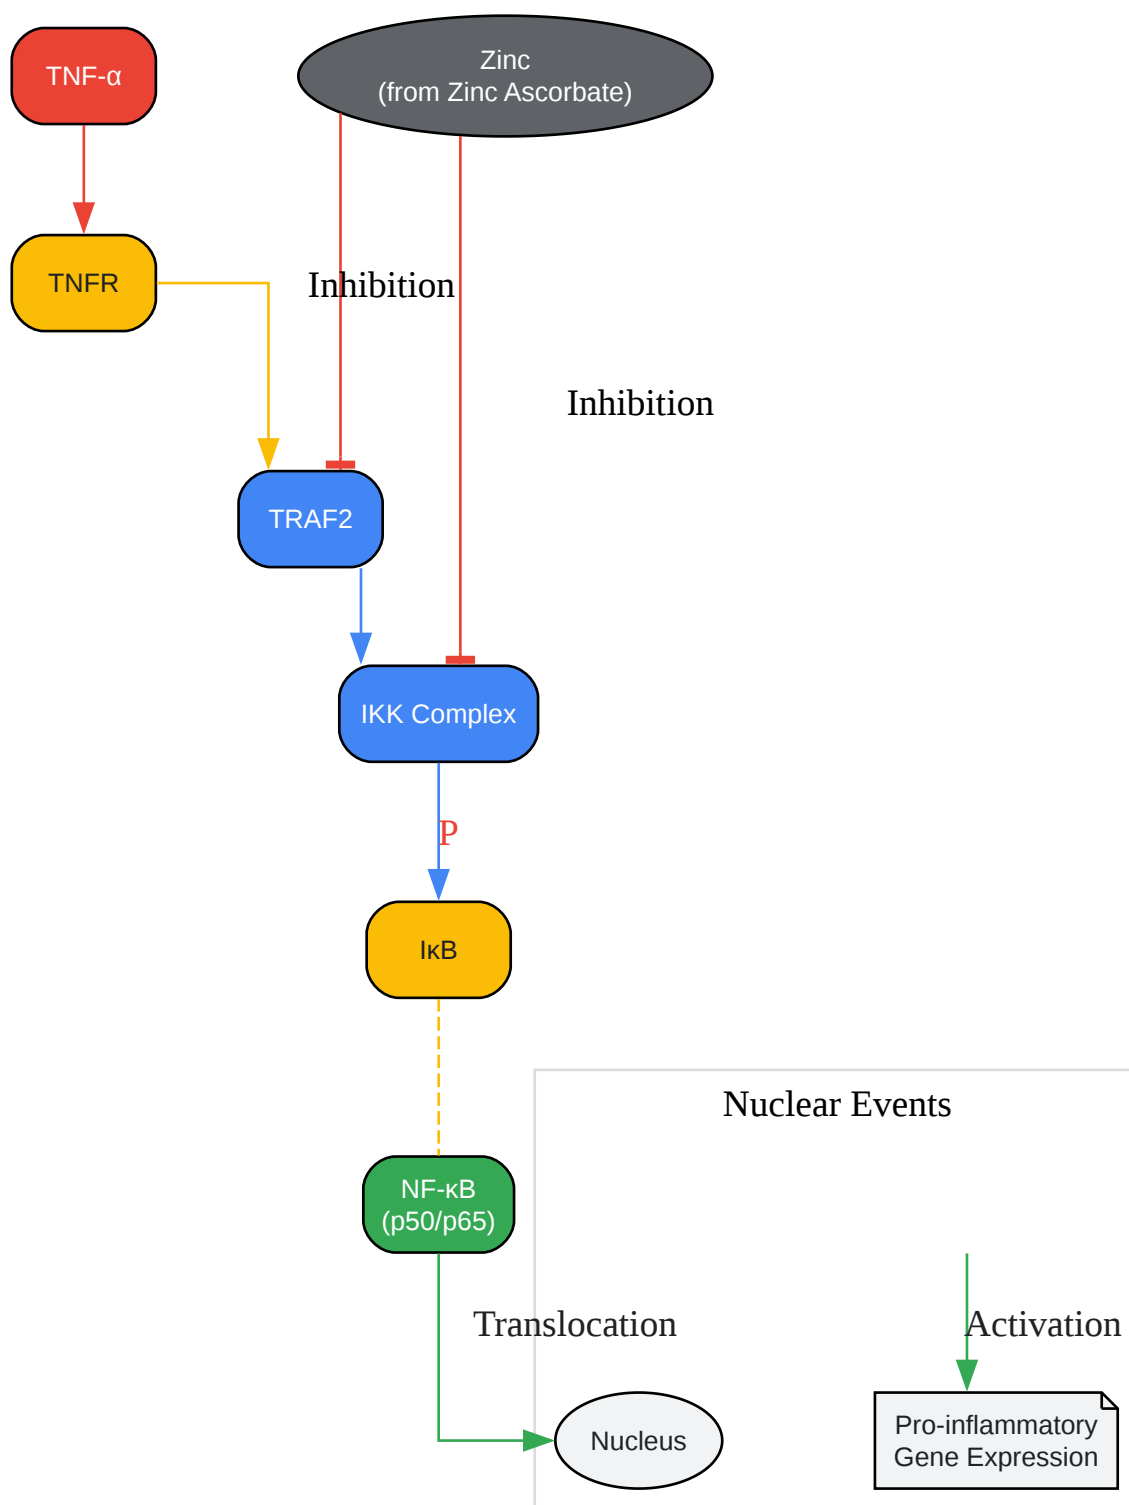 TNF-α
Zinc
(from Zinc Ascorbate)
TNFR
Inhibition
Inhibition
TRAF2
IKK Complex
P
IκB
Nuclear Events
NF-κB
(p50/p65)
Translocation
Activation
Nucleus
Pro-inflammatory
Gene Expression